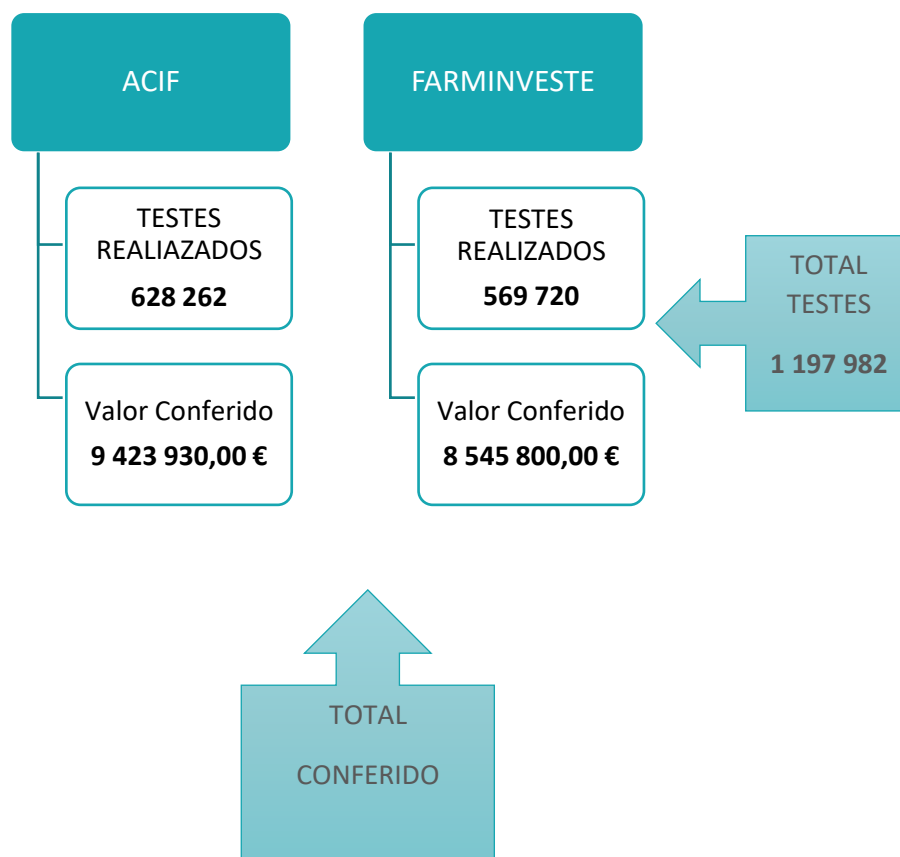 ACIF
TESTES
REALIAZADOS
628 262
Valor Conferido
9 423 930,00 €
FARMINVESTE
TESTES
REALIZADOS
569 720
Valor Conferido
8 545 800,00 €
TOTAL
TESTES
1 197 982
TOTAL
CONFERIDO